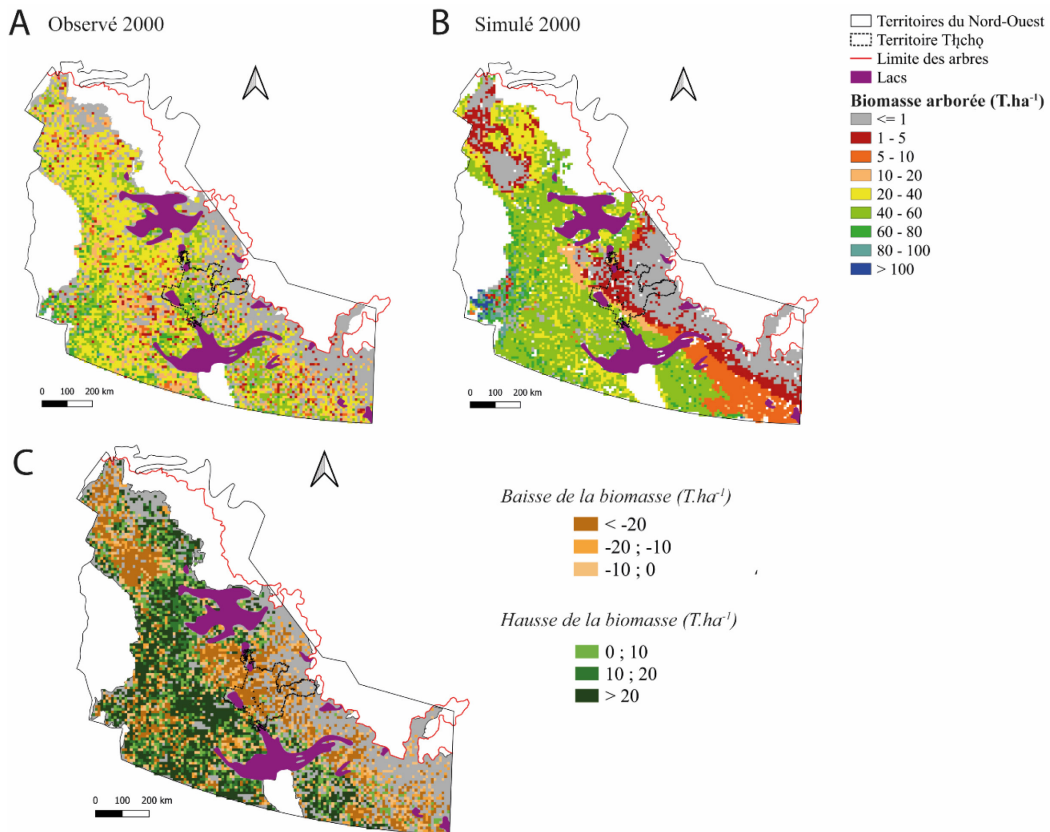 A Observé 2000
B Simulé 2000
Territoires du Nord-Ouest
Territoire Tłı̨chǫ
Limite des arbres
Lacs
Biomasse arborée (T.ha⁻¹)
<= 1
1 - 5
5 - 10
10 - 20
20 - 40
40 - 60
60 - 80
80 - 100
> 100
0 100 200 km
0 100 200 km
C
Baisse de la biomasse (T.ha⁻¹)
< -20
-20 ; -10
-10 ; 0
Hausse de la biomasse (T.ha⁻¹)
0 ; 10
10 ; 20
> 20
0 100 200 km